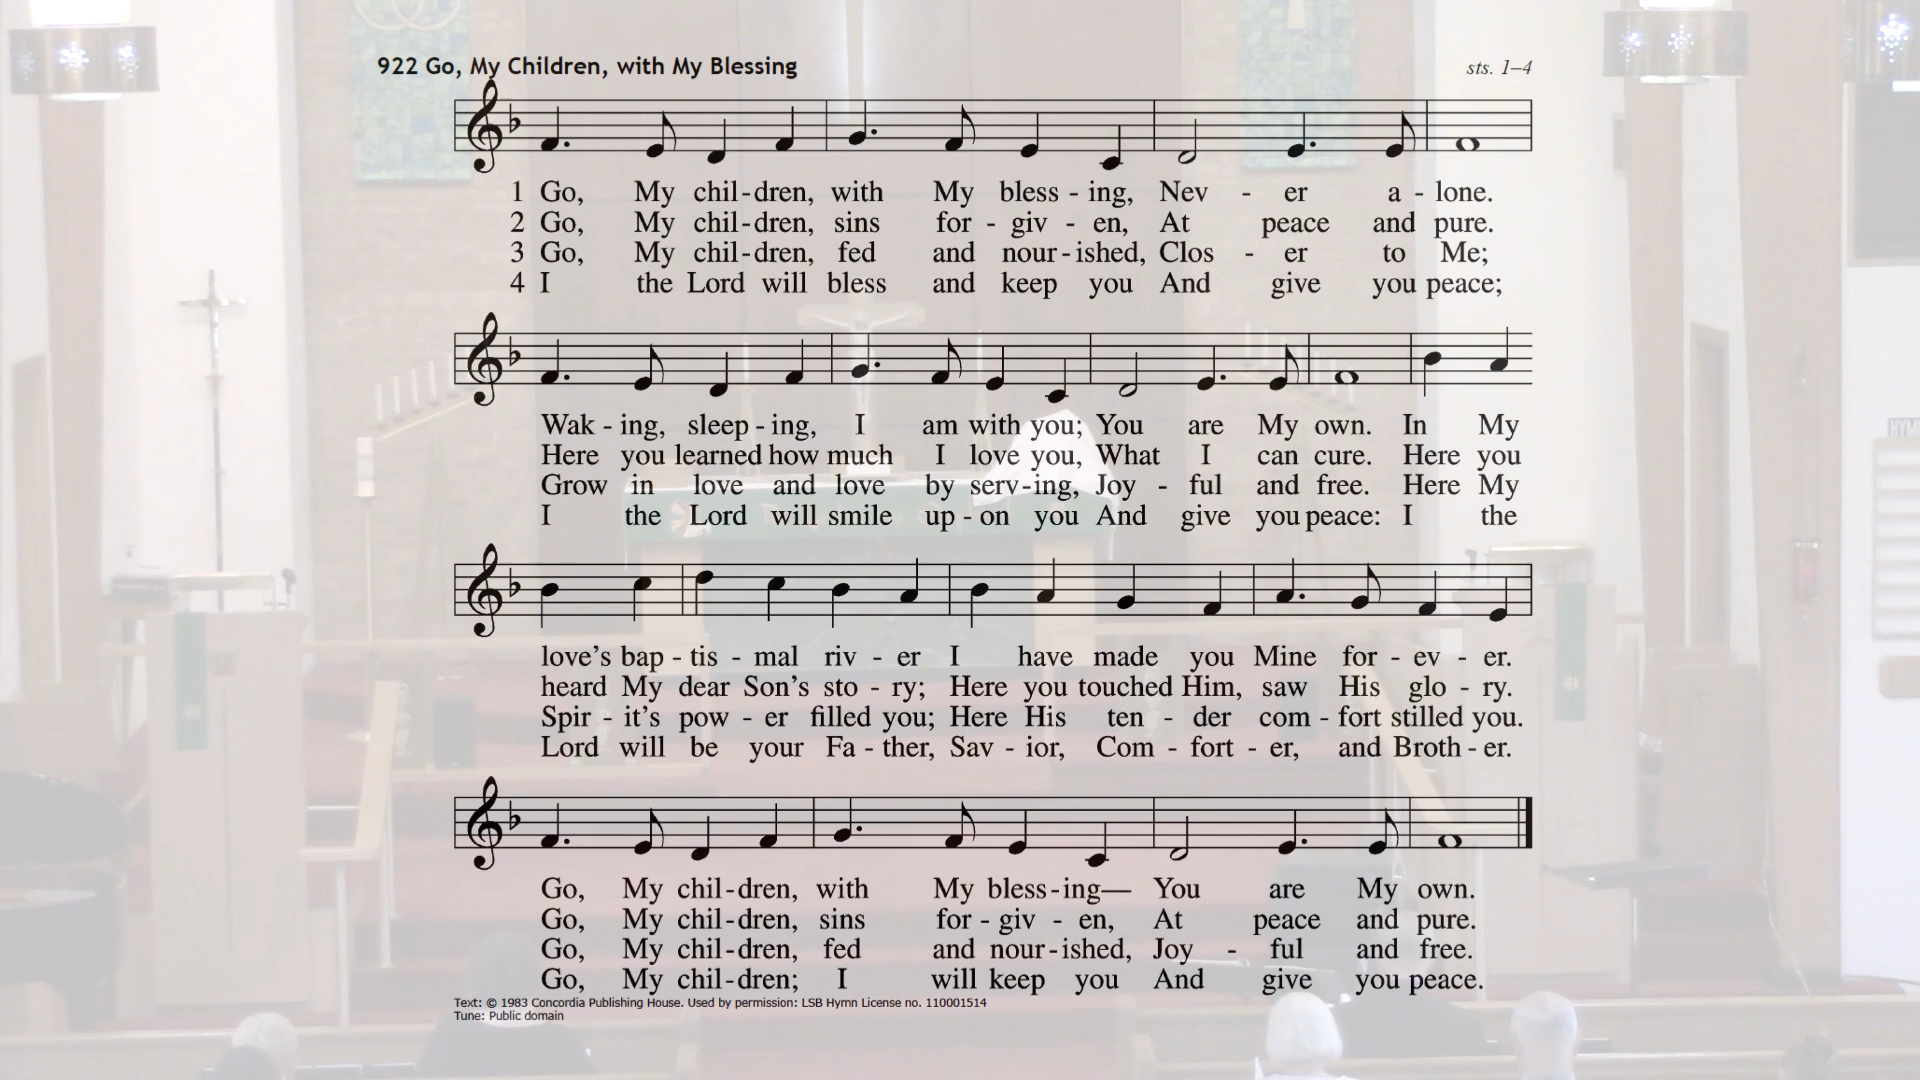 922 Go, My Children, with My Blessing
sts. 1–4
1 Go, My chil-dren, with My bless-ing, Nev - er a-lone.
2 Go, My chil-dren, sins for-giv-en, At peace and pure.
3 Go, My chil-dren, fed and nour-ished, Clos - er to Me;
4 I the Lord will bless and keep you And give you peace;
Wak-ing, sleep-ing, I am with you; You are My own. In My
Here you learned how much I love you, What I can cure. Here you
Grow in love and love by serv-ing, Joy - ful and free. Here My
I the Lord will smile up-on you And give you peace: I the
love's bap-tis-mal riv-er I have made you Mine for-ev-er.
heard My dear Son's sto-ry; Here you touched Him, saw His glo-ry.
Spir-it's pow-er filled you; Here His ten-der com-fort stilled you.
Lord will be your Fa-ther, Sav-ior, Com-fort-er, and Broth-er.
Go, My chil-dren, with My bless-ing— You are My own.
Go, My chil-dren, sins for-giv-en, At peace and pure.
Go, My chil-dren, fed and nour-ished, Joy - ful and free.
Go, My chil-dren; I will keep you And give you peace.
Text: © 1983 Concordia Publishing House. Used by permission: LSB Hymn License no. 110001514
Tune: Public domain